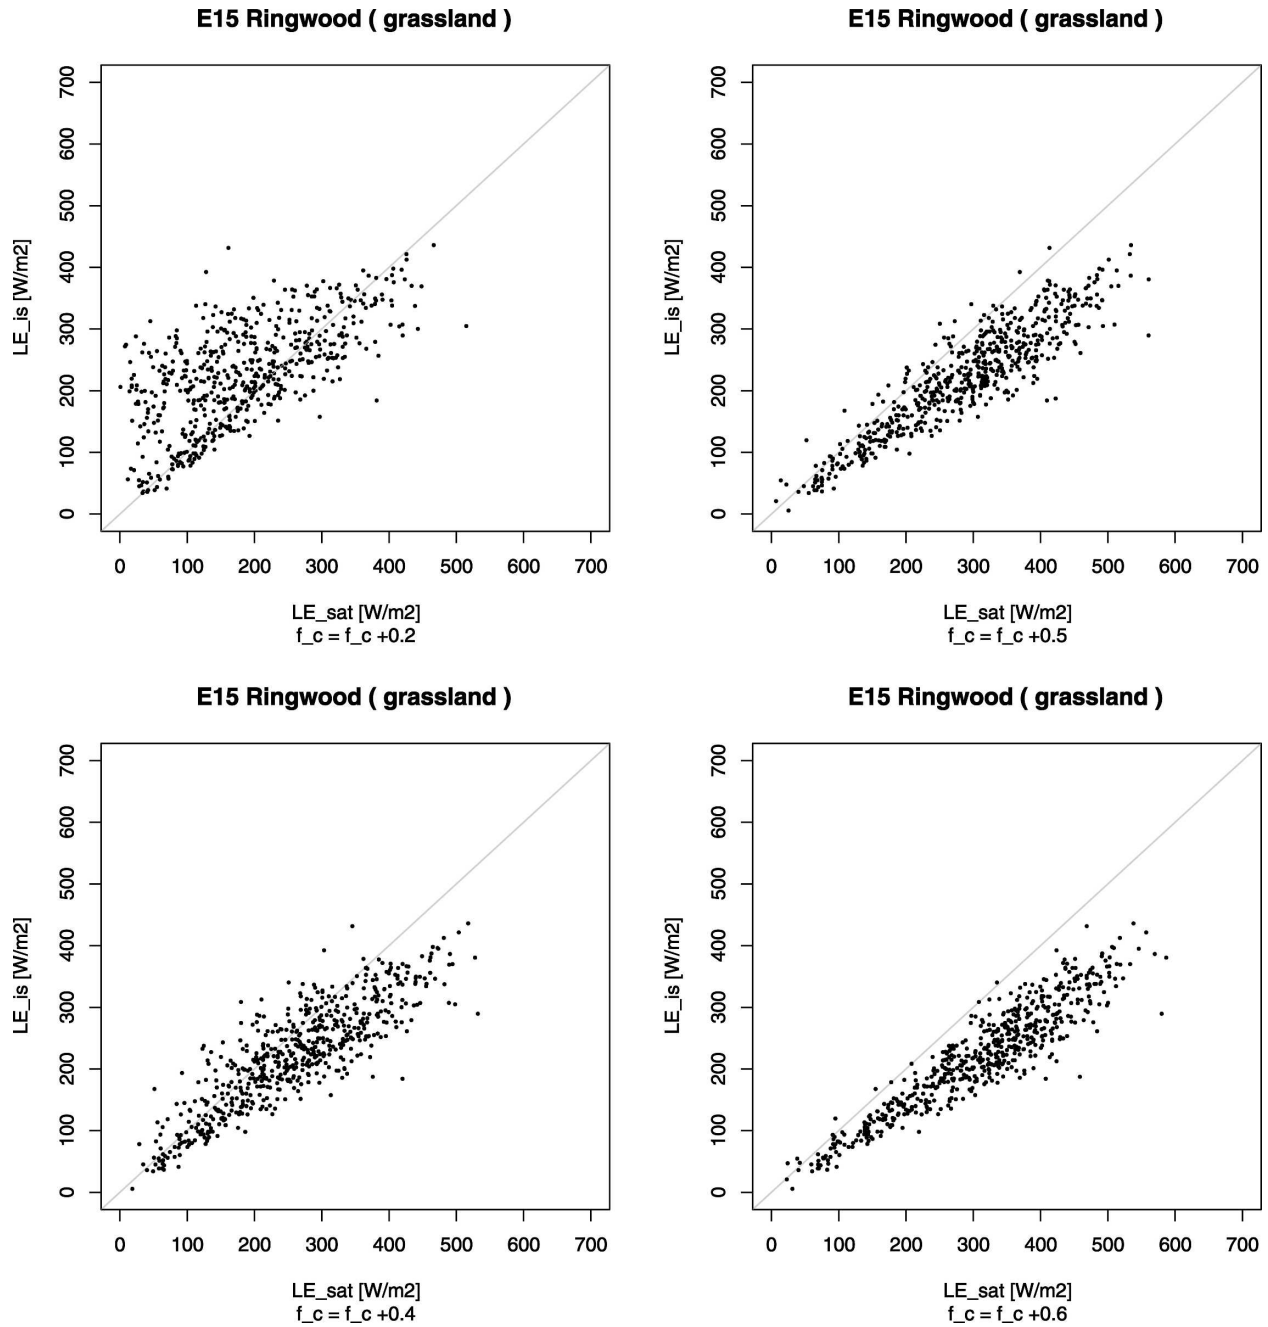 E15 Ringwood ( grassland )
LE_is [W/m2]
700
600
500
400
300
200
100
0
0 100 200 300 400 500 600 700
LE_sat [W/m2]
f_c = f_c +0.2
E15 Ringwood ( grassland )
LE_is [W/m2]
700
600
500
400
300
200
100
0
0 100 200 300 400 500 600 700
LE_sat [W/m2]
f_c = f_c +0.5
E15 Ringwood ( grassland )
LE_is [W/m2]
700
600
500
400
300
200
100
0
0 100 200 300 400 500 600 700
LE_sat [W/m2]
f_c = f_c +0.4
E15 Ringwood ( grassland )
LE_is [W/m2]
700
600
500
400
300
200
100
0
0 100 200 300 400 500 600 700
LE_sat [W/m2]
f_c = f_c +0.6